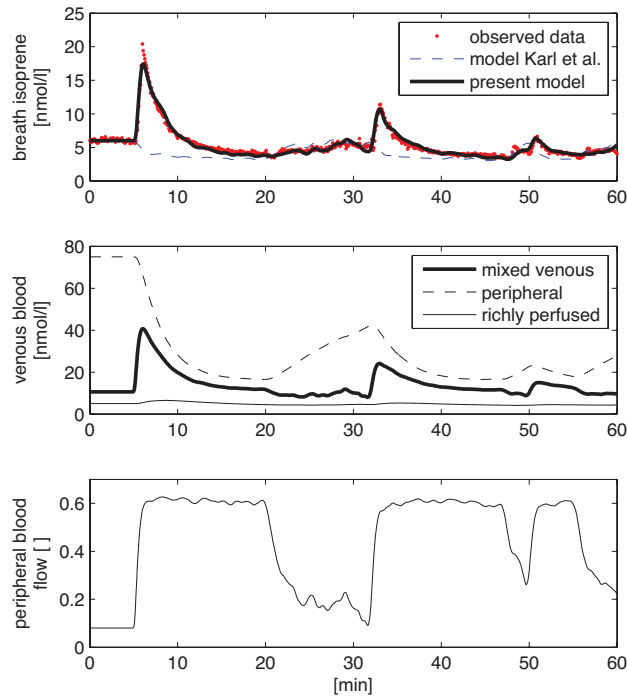 25
20
15
10
5
0
breath isoprene
[nmol/l]
observed data
model Karl et al.
present model
0 10 20 30 40 50 60
80
60
40
20
0
venous blood
[nmol/l]
mixed venous
peripheral
richly perfused
0 10 20 30 40 50 60
0.6
0.4
0.2
0
peripheral blood
flow [ ]
0 10 20 30 40 50 60
[min]